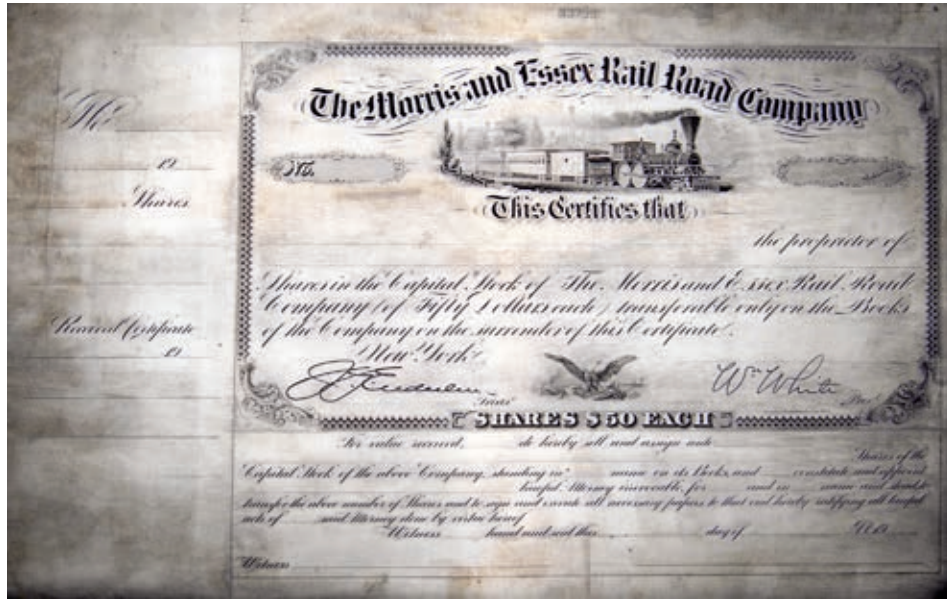 The Morris and Essex Rail Road Company
No.
This Certifies that
the proprietor of
Shares in the Capital Stock of The Morris and Essex Rail Road
Company (of Fifty Dollars each) transferable only on the Books
of the Company on the surrender of this Certificate.
New York
Treasr.
Wm White
Prest.
SHARES $50 EACH
No.
19
Shares
Received Certificate
19
For value received, do hereby sell and assign unto
Shares of the
Capital Stock of the above Company, standing in name on its Books, and constitute and appoint
lawful Attorney irrevocable, for and in name and stead, to
transfer the above number of Shares and to sign and execute all necessary papers to that end hereby ratifying all lawful
acts of said Attorney done by virtue hereof
Witness hand and seal this day of A.D. 19
Witness